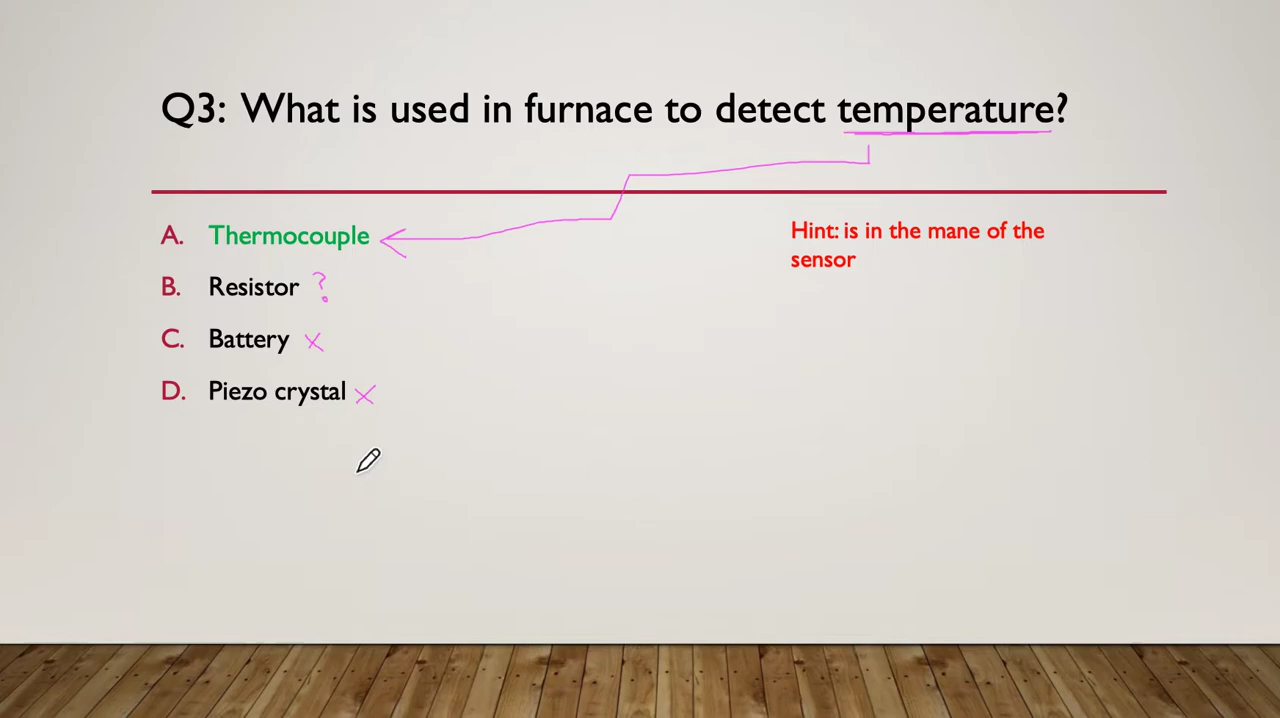 Q3: What is used in furnace to detect temperature?
A. Thermocouple
B. Resistor ?
C. Battery x
D. Piezo crystal x
Hint: is in the mane of the
sensor